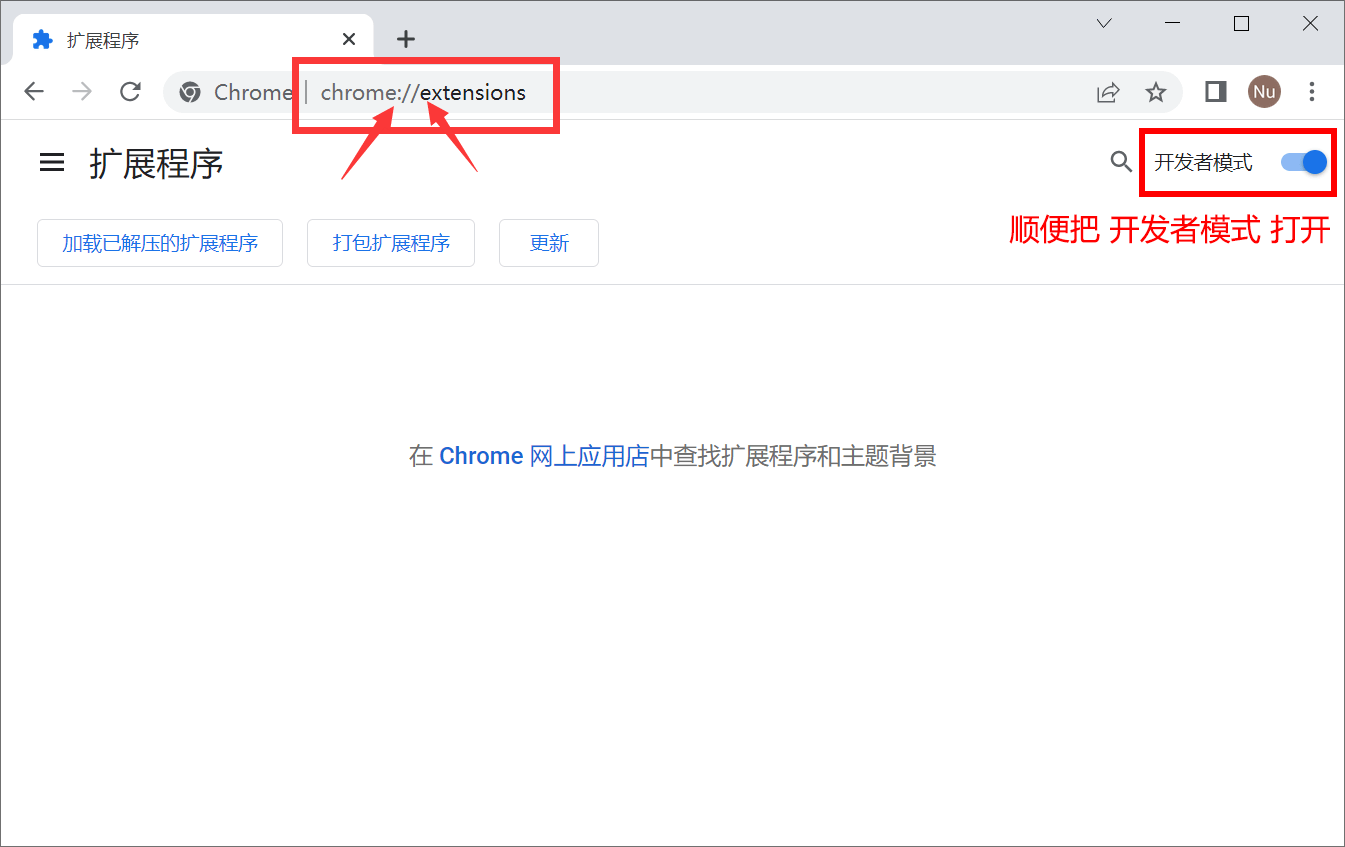 扩展程序
Chrome | chrome://extensions
Nu
扩展程序
开发者模式
顺便把 开发者模式 打开
加载已解压的扩展程序
打包扩展程序
更新
在 Chrome 网上应用店中查找扩展程序和主题背景